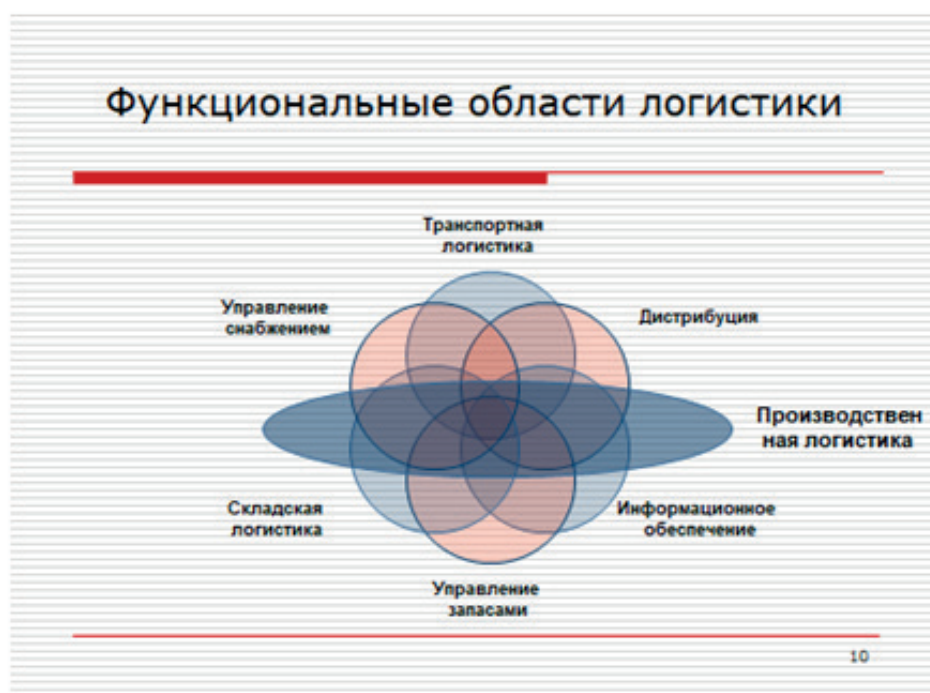 Функциональные области логистики
Транспортная
логистика
Управление
снабжением
Дистрибуция
Производствен
ная логистика
Складская
логистика
Информационное
обеспечение
Управление
запасами
10